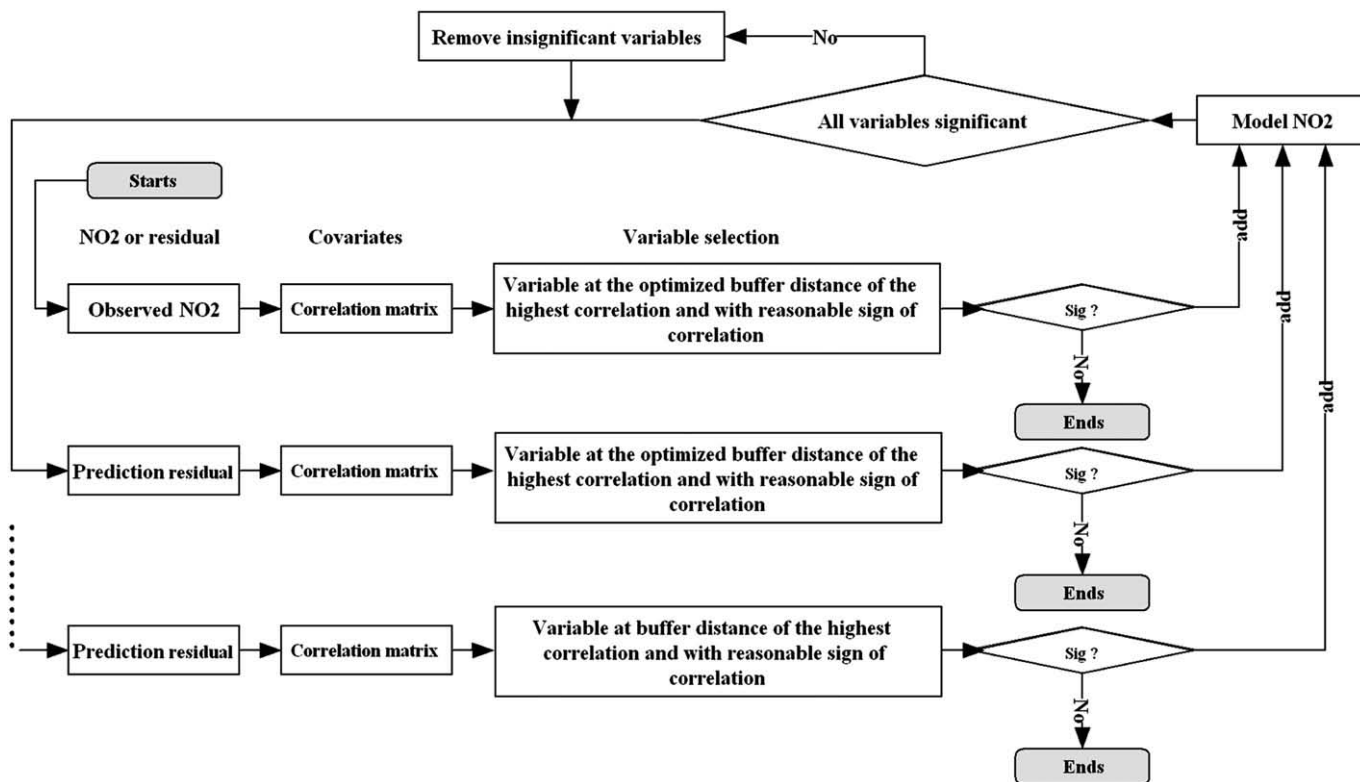 Remove insignificant variables
No
All variables significant
Model NO2
Starts
NO2 or residual
Covariates
Variable selection
add
add
add
Observed NO2
Correlation matrix
Variable at the optimized buffer distance of the
highest correlation and with reasonable sign of
correlation
Sig ?
No
Ends
Prediction residual
Correlation matrix
Variable at the optimized buffer distance of the
highest correlation and with reasonable sign of
correlation
Sig ?
No
Ends
Prediction residual
Correlation matrix
Variable at buffer distance of the highest
correlation and with reasonable sign of
correlation
Sig ?
No
Ends